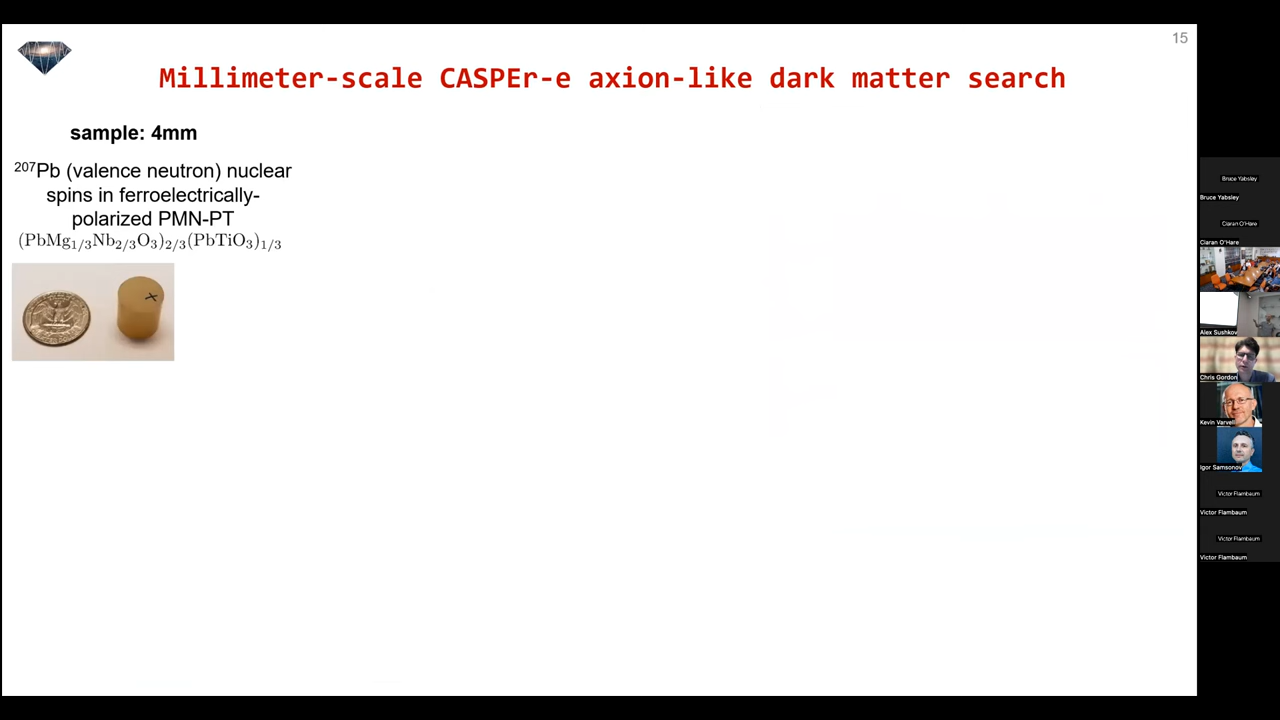 15
Millimeter-scale CASPEr-e axion-like dark matter search
sample: 4mm
²⁰⁷Pb (valence neutron) nuclear
spins in ferroelectrically-
polarized PMN-PT
(PbMg₁/₃Nb₂/₃O₃)₂/₃(PbTiO₃)₁/₃
Bruce Yabsley
Bruce Yabsley
Ciaran O'Hare
Ciaran O'Hare
Alex Sushkov
Chris Gordon
Kevin Varvell
Igor Samsonov
Victor Flambaum
Victor Flambaum
Victor Flambaum
Victor Flambaum